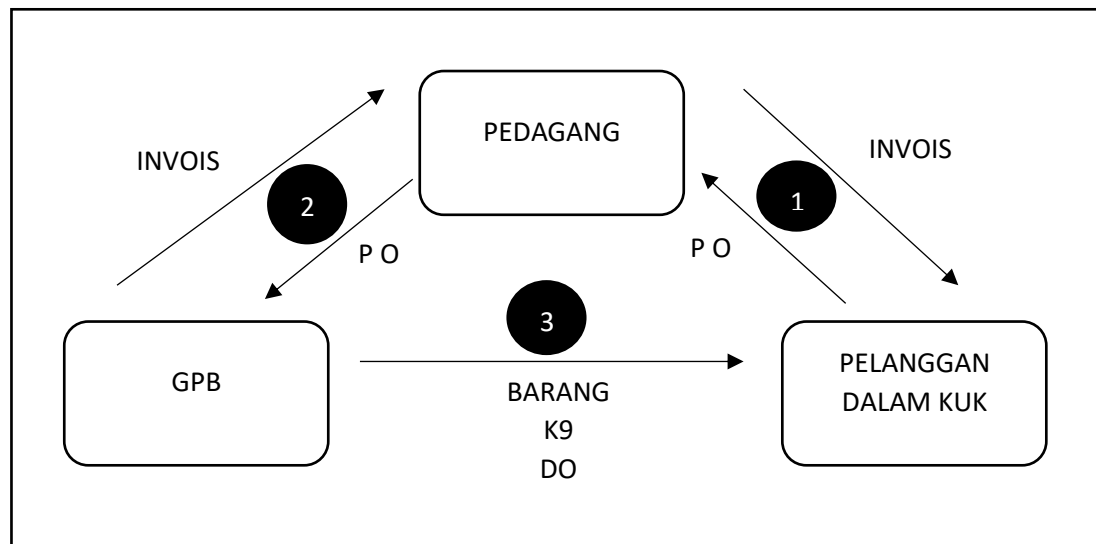 PEDAGANG
INVOIS
INVOIS
2
1
P O
P O
3
GPB
PELANGGAN
DALAM KUK
BARANG
K9
DO